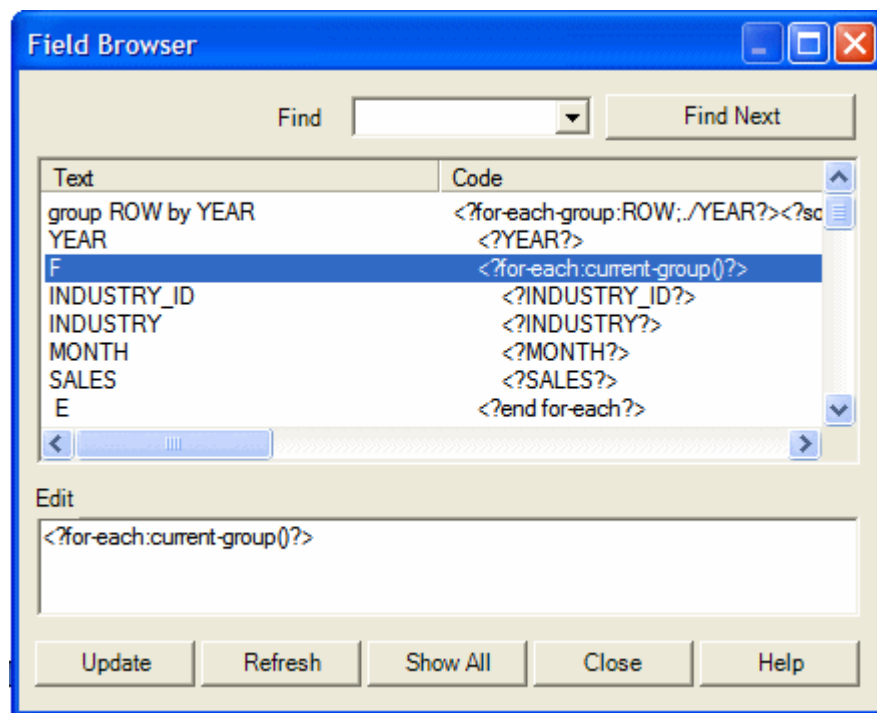 Field Browser
Find Find Next
Text Code
group ROW by YEAR <?for-each-group:ROW;./YEAR?><?so
YEAR <?YEAR?>
F <?for-each:current-group()?>
INDUSTRY_ID <?INDUSTRY_ID?>
INDUSTRY <?INDUSTRY?>
MONTH <?MONTH?>
SALES <?SALES?>
E <?end for-each?>
Edit
<?for-each:current-group()?>
Update Refresh Show All Close Help